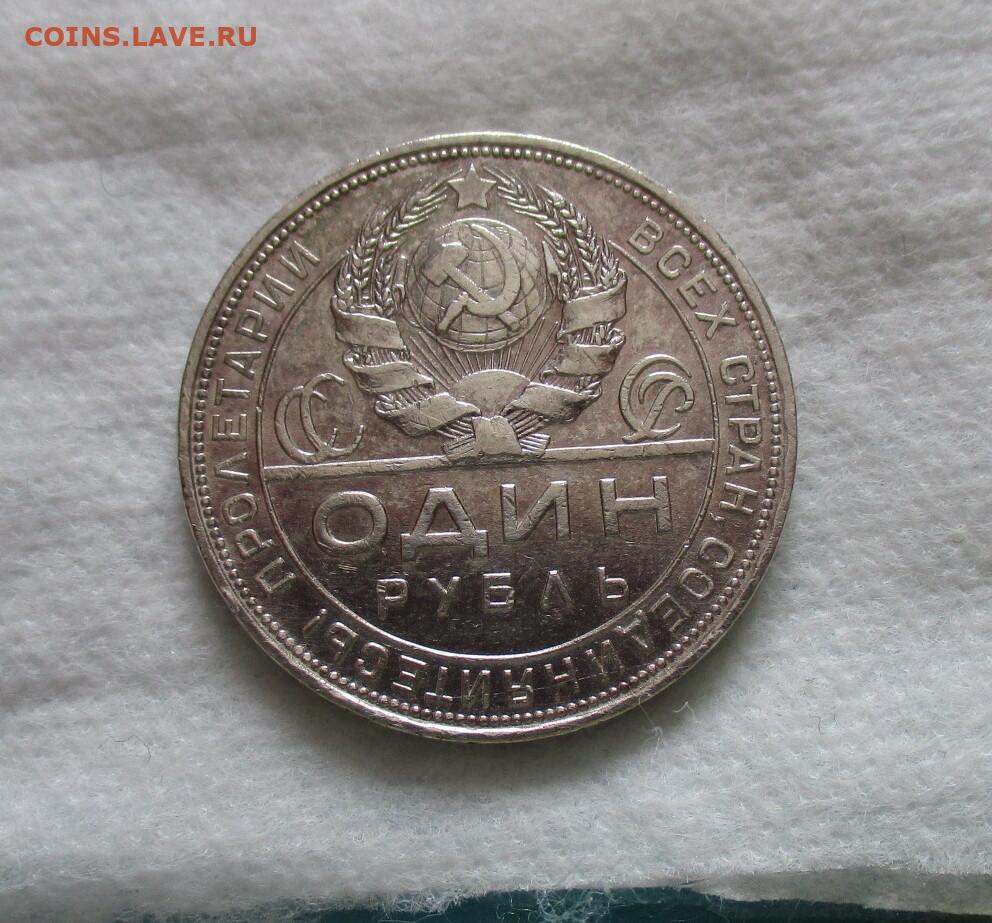 COINS.LAVE.RU
ПРОЛЕТАРИИ ВСЕХ СТРАН, СОЕДИНЯЙТЕСЬ!
СС СР
ОДИН
РУБЛЬ